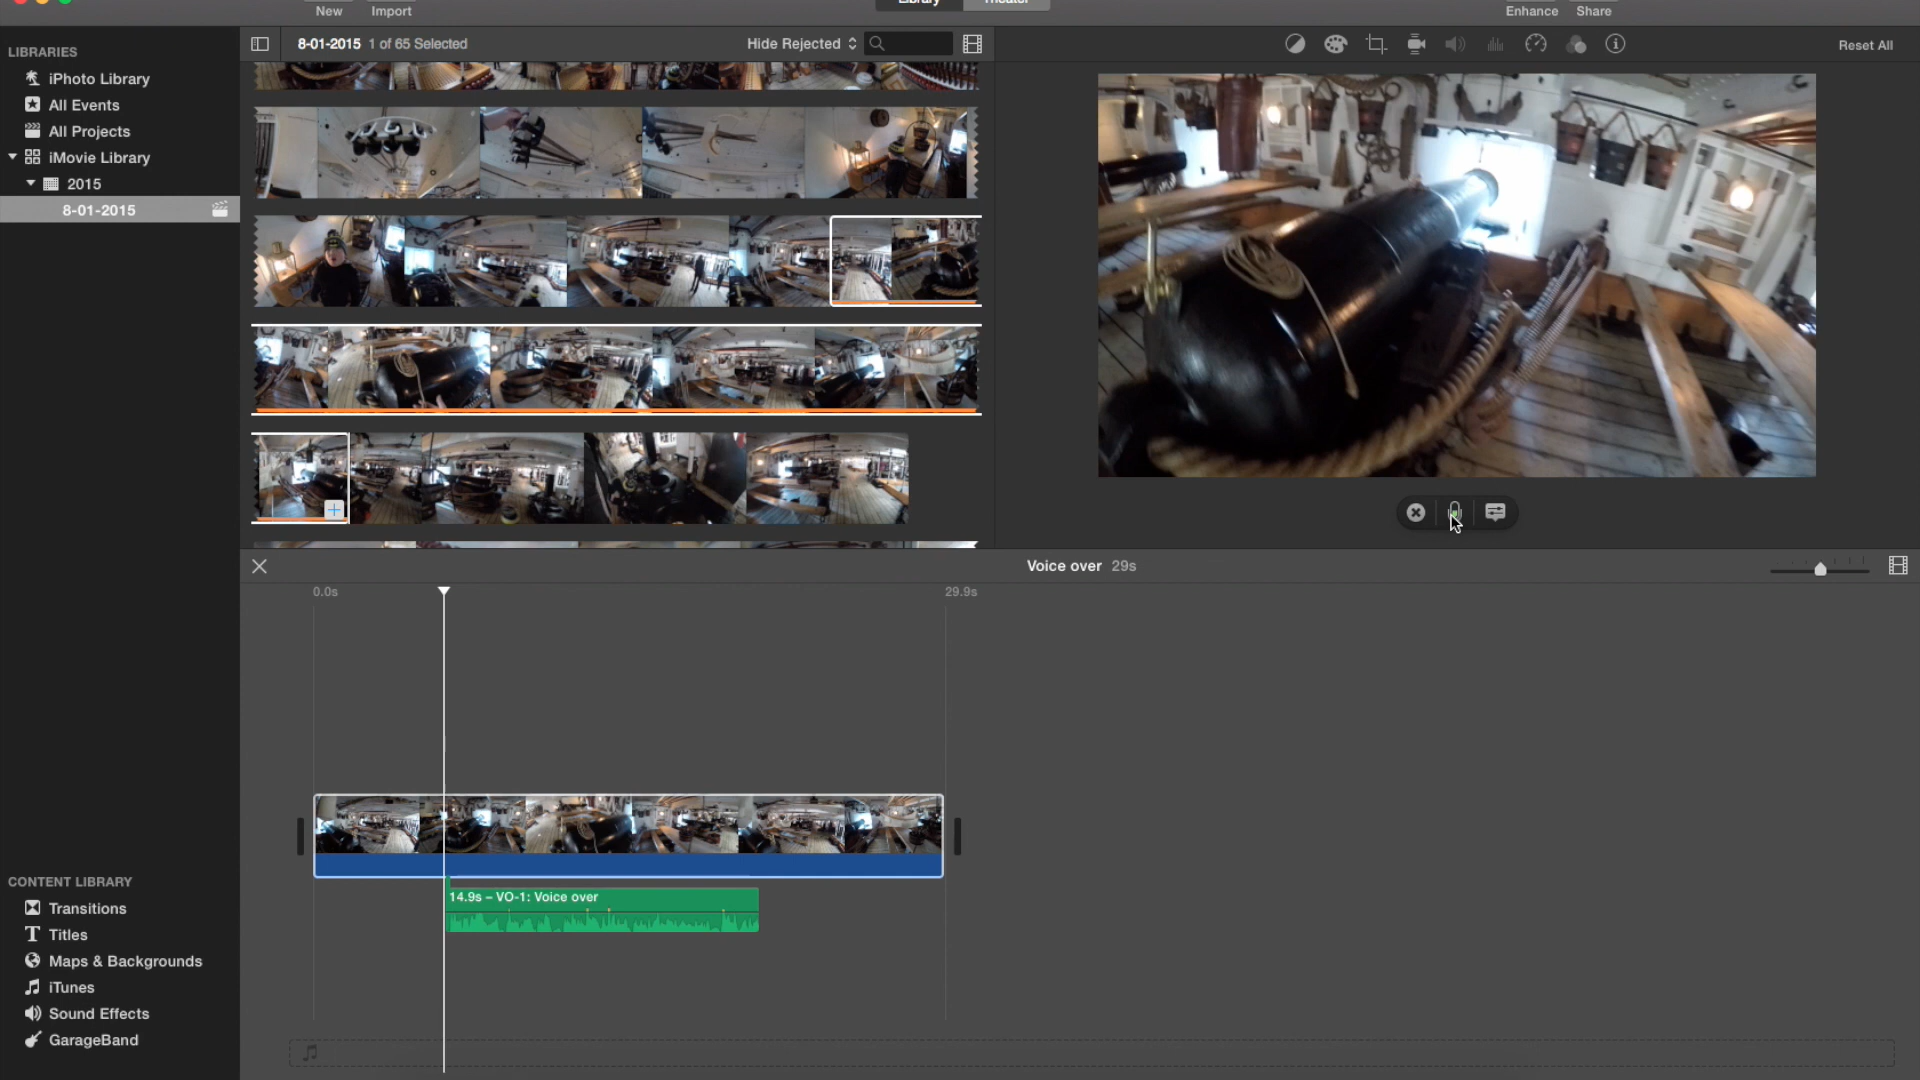 Library
Theater
New
Import
Enhance
Share
LIBRARIES
iPhoto Library
All Events
All Projects
iMovie Library
2015
8-01-2015
8-01-2015 1 of 65 Selected
Hide Rejected
Reset All
Voice over 29s
0.0s
29.9s
14.9s – VO-1: Voice over
CONTENT LIBRARY
Transitions
T Titles
Maps & Backgrounds
iTunes
Sound Effects
GarageBand